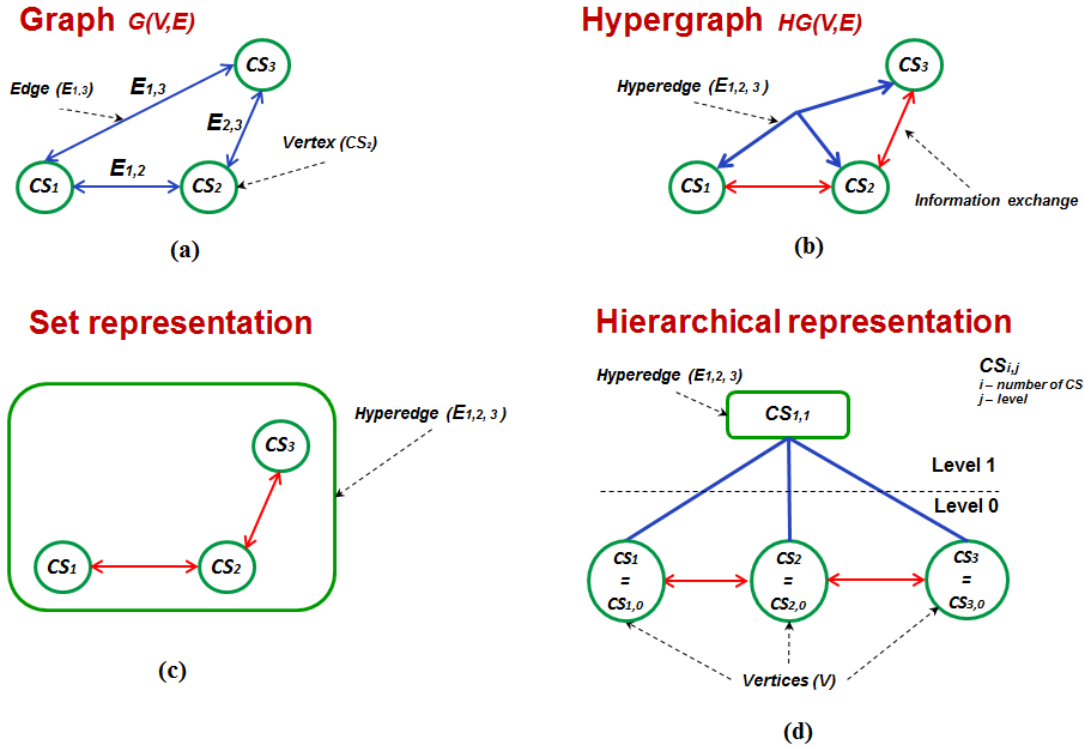 Graph G(V,E)
CS₃
Edge (E₁,₃)
E₁,₃
E₂,₃
Vertex (CS₂)
E₁,₂
CS₁
CS₂
(a)
Hypergraph HG(V,E)
CS₃
Hyperedge (E₁,₂, ₃)
CS₁
CS₂
Information exchange
(b)
Set representation
Hyperedge (E₁,₂, ₃)
CS₃
CS₁
CS₂
(c)
Hierarchical representation
Hyperedge (E₁,₂, ₃)
CSᵢ,ⱼ
i – number of CS
j – level
CS₁,₁
Level 1
Level 0
CS₁
=
CS₁,₀
CS₂
=
CS₂,₀
CS₃
=
CS₃,₀
Vertices (V)
(d)